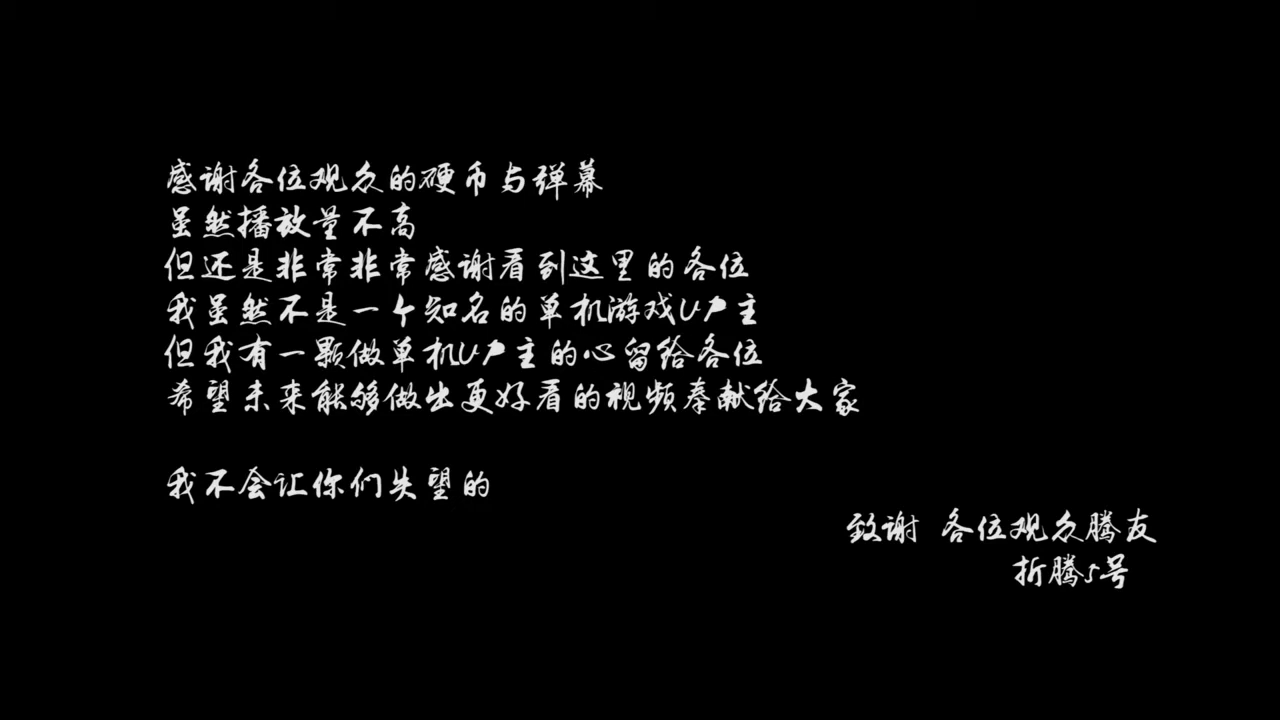 感谢各位观众的硬币与弹幕
虽然播放量不高
但还是非常非常感谢看到这里的各位
我虽然不是一个知名的单机游戏UP主
但我有一颗做单机UP主的心留给各位
希望未来能够做出更好看的视频奉献给大家
我不会让你们失望的
致谢 各位观众腾友
折腾5号